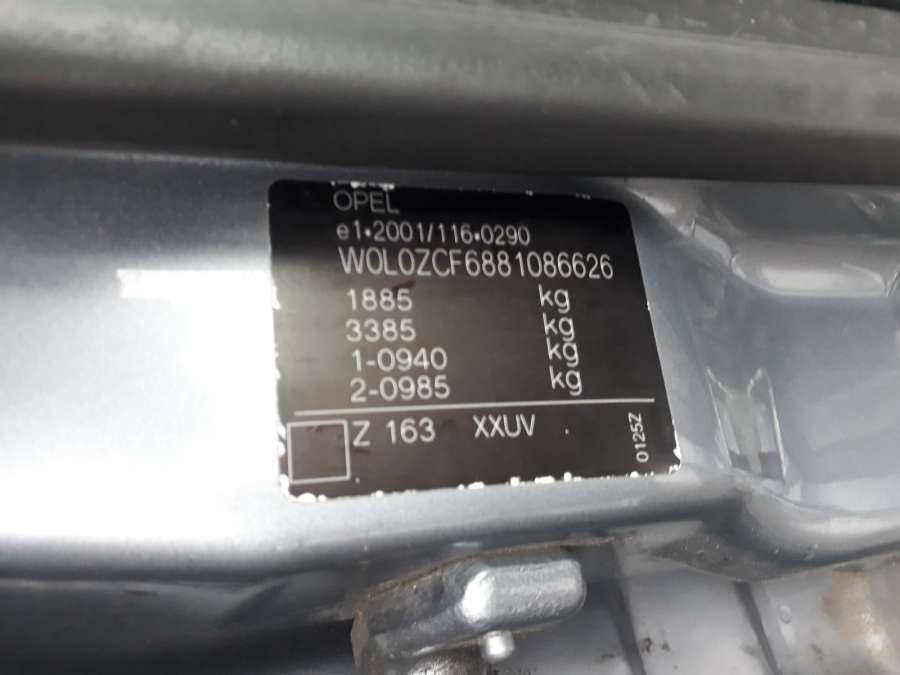 OPEL
e1•2001/116•0290
W0L0ZCF6881086626
1885 kg
3385 kg
1-0940 kg
2-0985 kg
Z 163 XXUV
0125Z